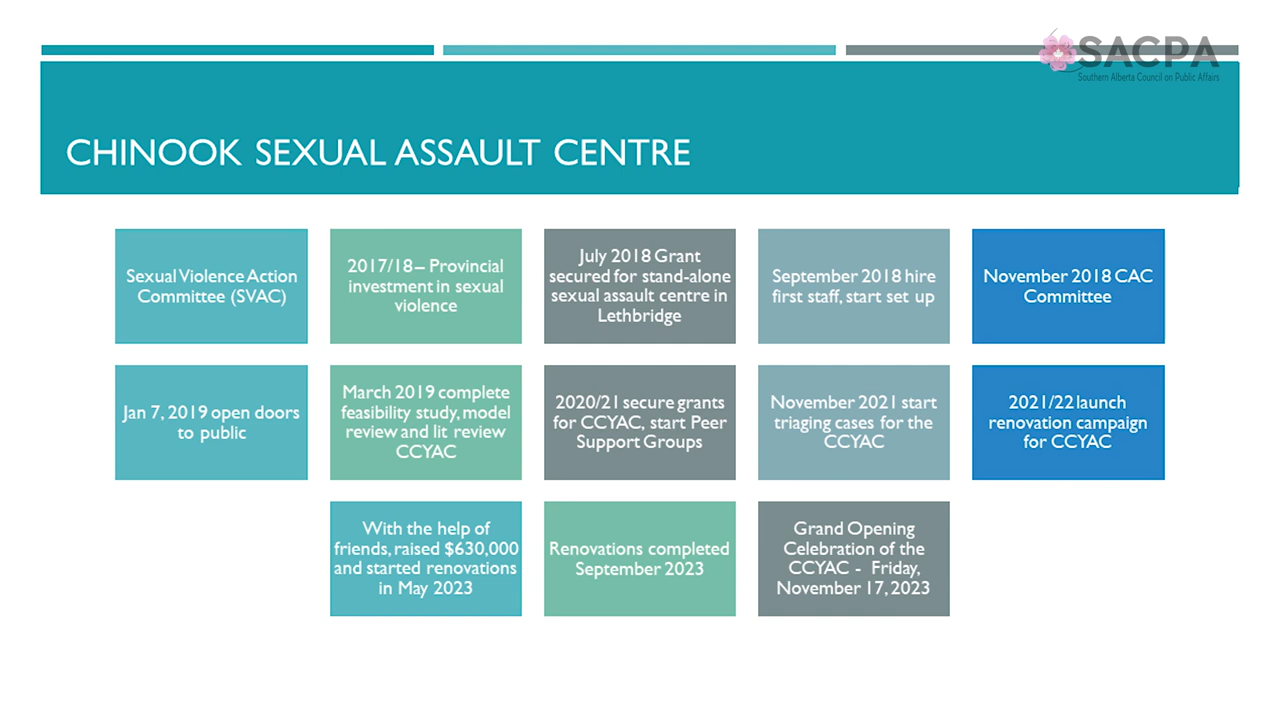 SACPA
Southern Alberta Council on Public Affairs
CHINOOK SEXUAL ASSAULT CENTRE
Sexual Violence Action
Committee (SVAC)
2017/18 – Provincial
investment in sexual
violence
July 2018 Grant
secured for stand-alone
sexual assault centre in
Lethbridge
September 2018 hire
first staff, start set up
November 2018 CAC
Committee
Jan 7, 2019 open doors
to public
March 2019 complete
feasibility study, model
review and lit review
CCYAC
2020/21 secure grants
for CCYAC, start Peer
Support Groups
November 2021 start
triaging cases for the
CCYAC
2021/22 launch
renovation campaign
for CCYAC
With the help of
friends, raised $630,000
and started renovations
in May 2023
Renovations completed
September 2023
Grand Opening
Celebration of the
CCYAC - Friday,
November 17, 2023